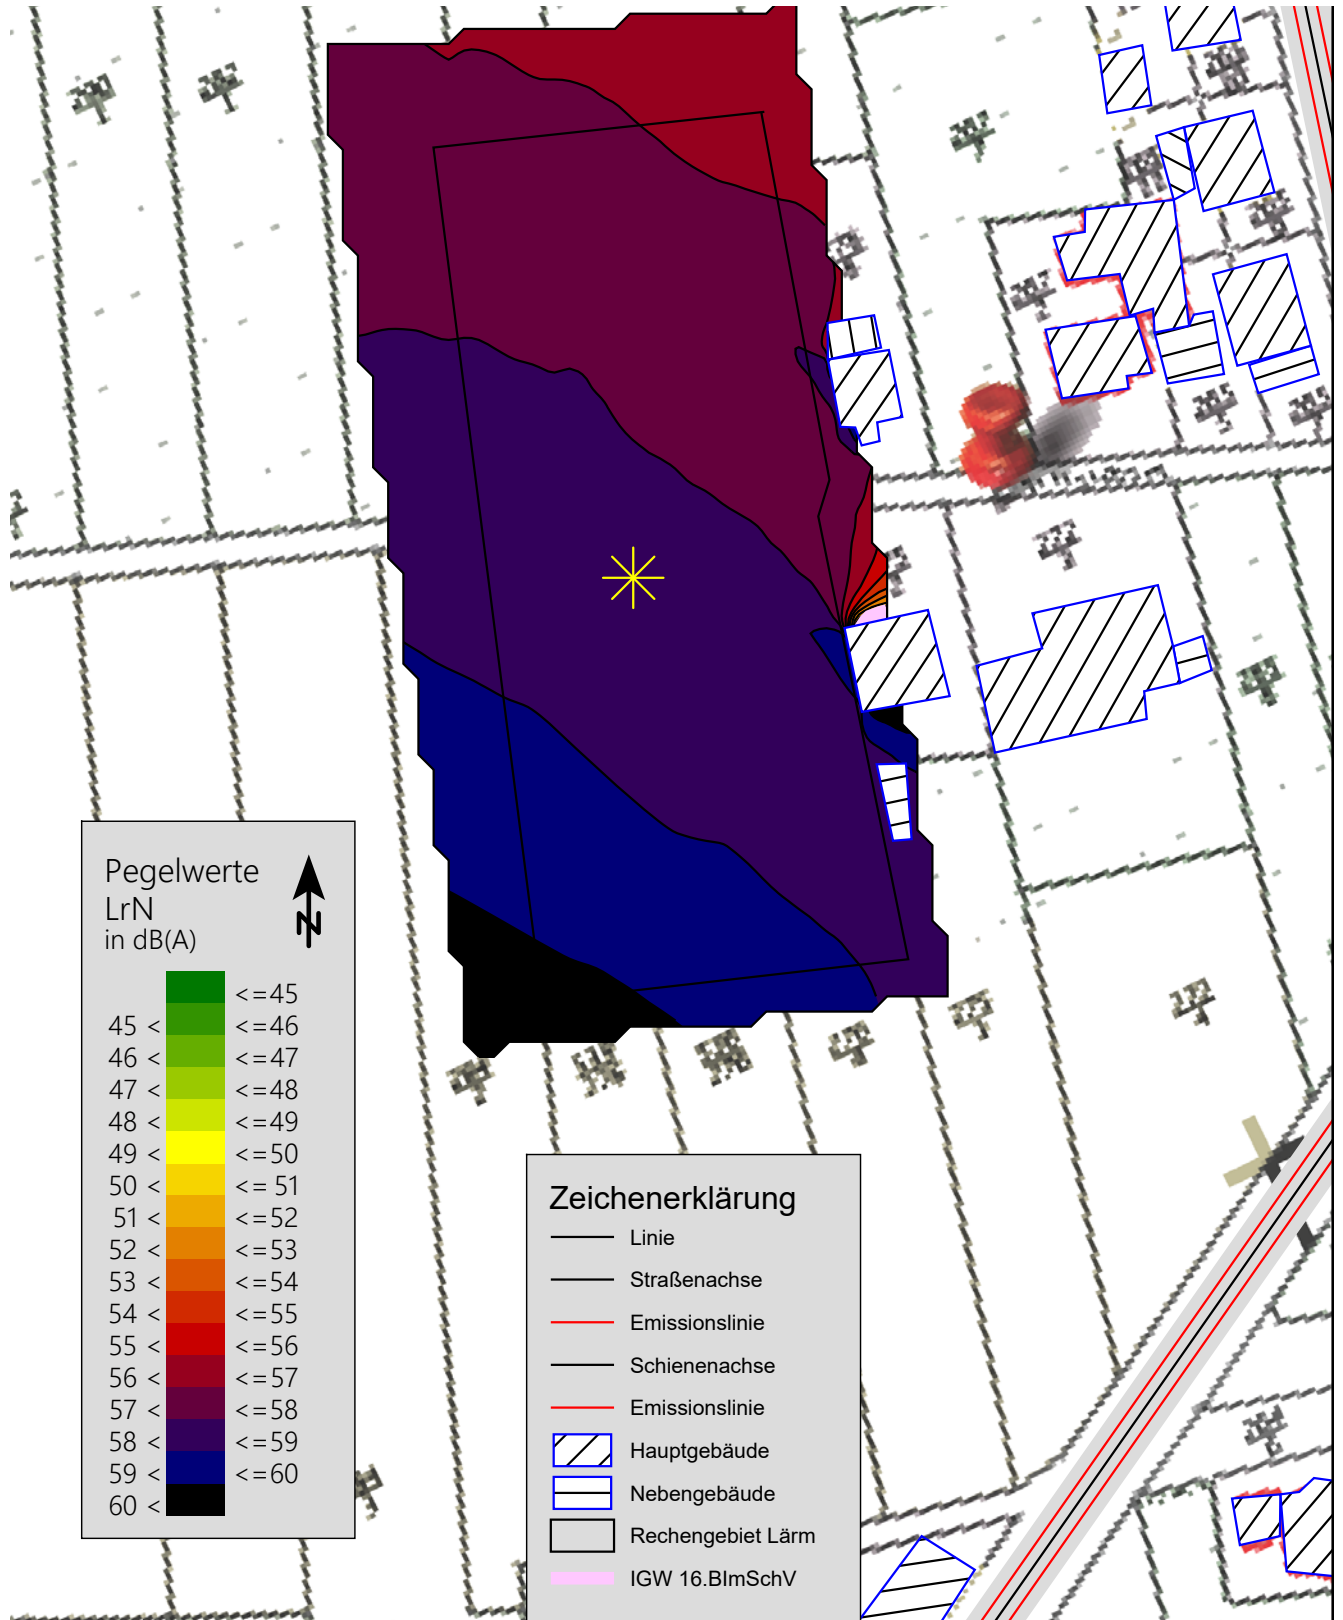 Pegelwerte
LrN
in dB(A)
N
<=45
45 < <=46
46 < <=47
47 < <=48
48 < <=49
49 < <=50
50 < <=51
51 < <=52
52 < <=53
53 < <=54
54 < <=55
55 < <=56
56 < <=57
57 < <=58
58 < <=59
59 < <=60
60 <
Zeichenerklärung
Linie
Straßenachse
Emissionslinie
Schienenachse
Emissionslinie
Hauptgebäude
Nebengebäude
Rechengebiet Lärm
IGW 16.BImSchV